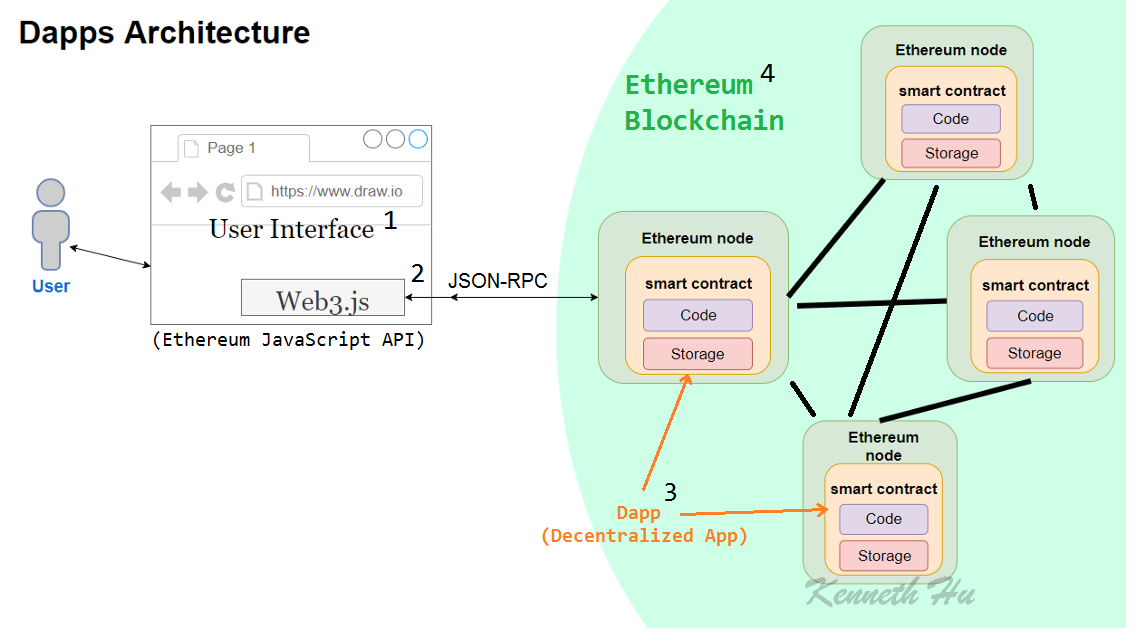 Dapps Architecture
Page 1
https://www.draw.io
User Interface 1
2
Web3.js
(Ethereum JavaScript API)
User
JSON-RPC
Ethereum 4
Blockchain
Ethereum node
smart contract
Code
Storage
Ethereum node
smart contract
Code
Storage
Ethereum node
smart contract
Code
Storage
Ethereum
node
smart contract
Code
Storage
3
Dapp
(Decentralized App)
Kenneth Hu